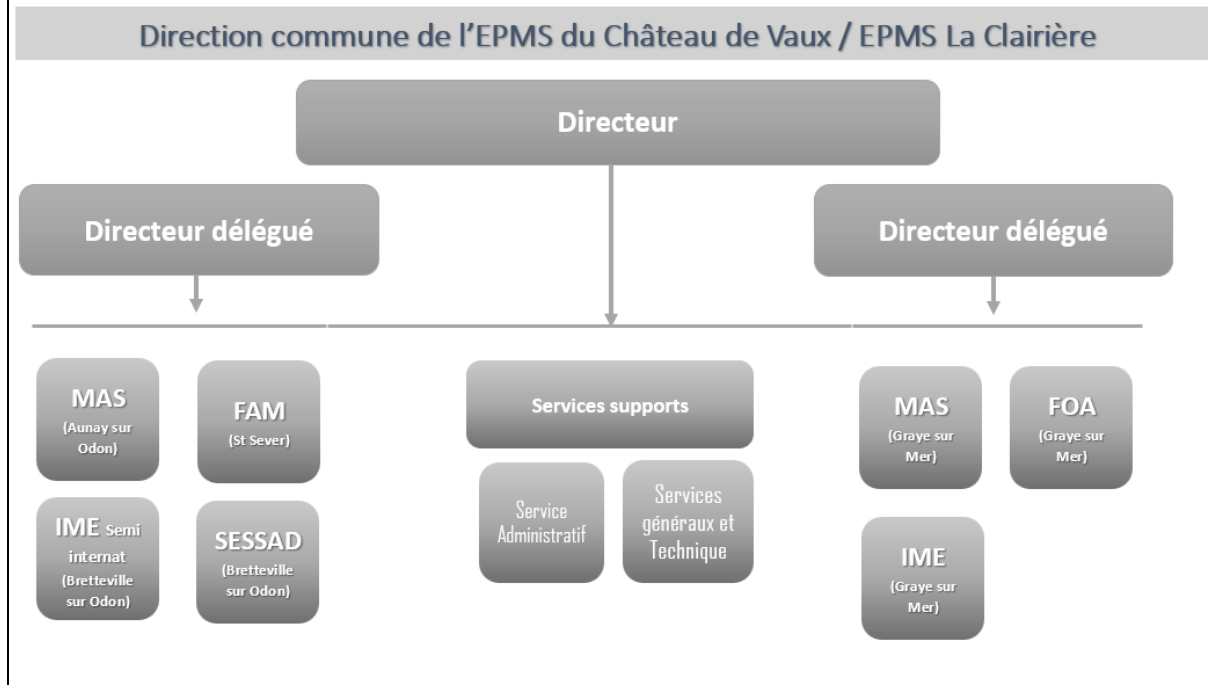 Direction commune de l'EPMS du Château de Vaux / EPMS La Clairière
Directeur
Directeur délégué
Directeur délégué
MAS
(Aunay sur
Odon)
FAM
(St Sever)
IME Semi
internat
(Bretteville
sur Odon)
SESSAD
(Bretteville
sur Odon)
Services supports
Service
Administratif
Services
généraux et
Technique
MAS
(Graye sur
Mer)
FOA
(Graye sur
Mer)
IME
(Graye sur
Mer)